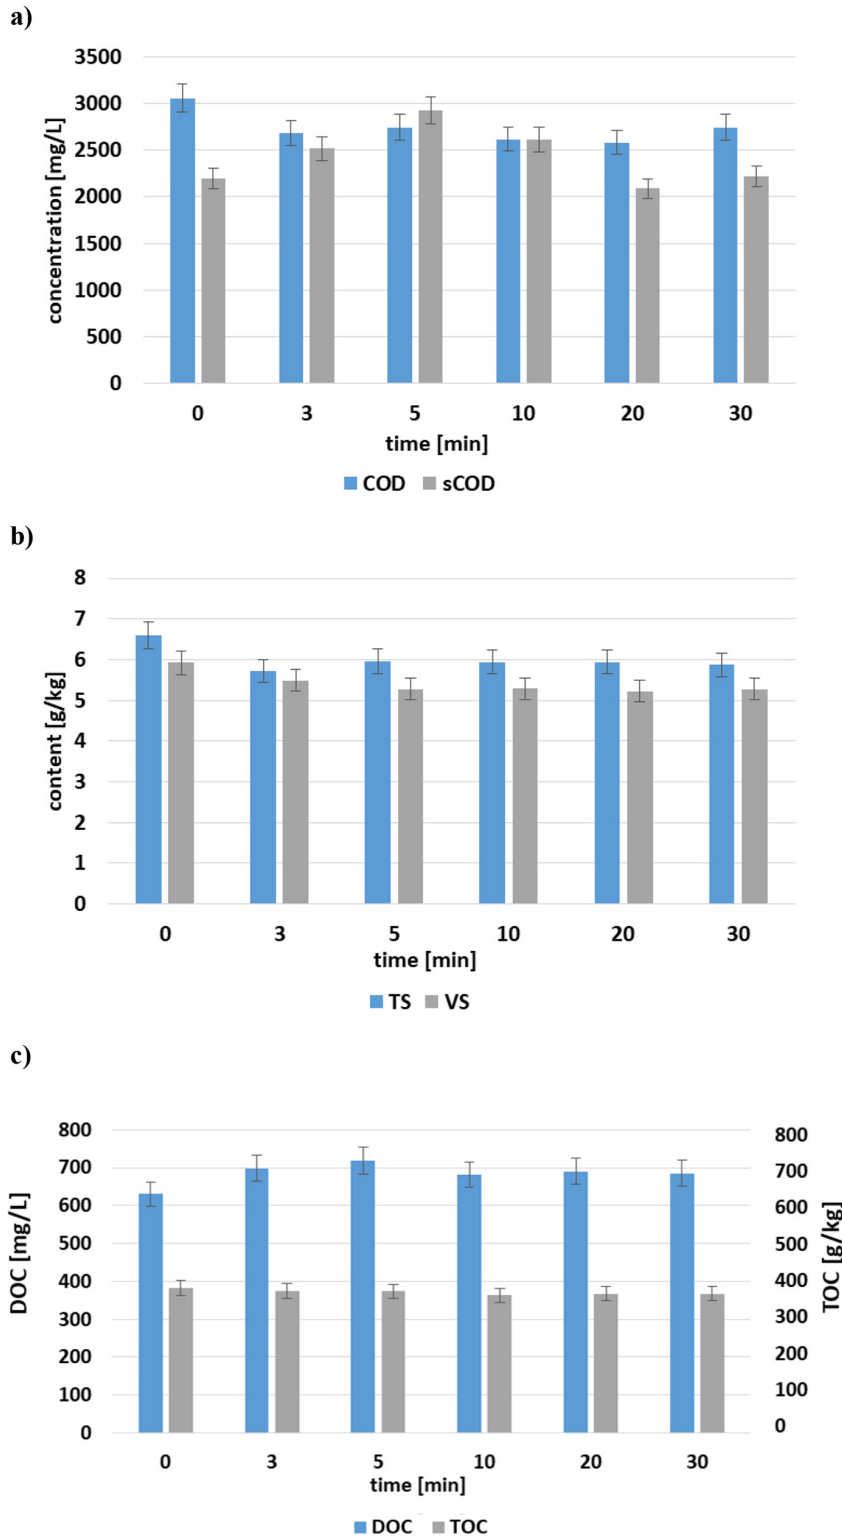 a)
3500
3000
2500
2000
1500
1000
500
0
concentration [mg/L]
0 3 5 10 20 30
time [min]
COD sCOD
b)
8
7
6
5
4
3
2
1
0
content [g/kg]
0 3 5 10 20 30
time [min]
TS VS
c)
800
700
600
500
400
300
200
100
0
DOC [mg/L]
800
700
600
500
400
300
200
100
0
TOC [g/kg]
0 3 5 10 20 30
time [min]
DOC TOC